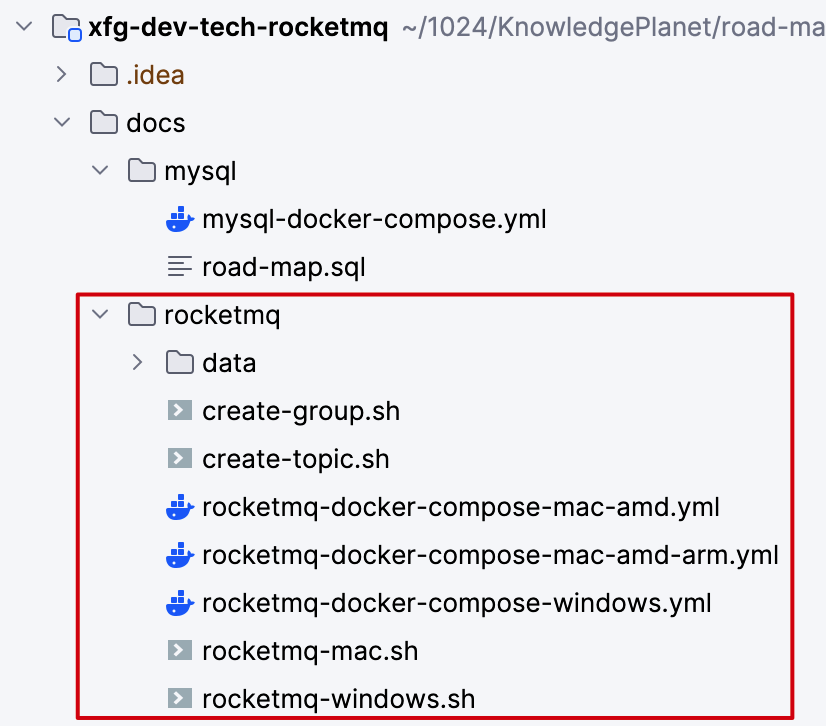 xfg-dev-tech-rocketmq ~/1024/KnowledgePlanet/road-ma
.idea
docs
mysql
mysql-docker-compose.yml
road-map.sql
rocketmq
data
create-group.sh
create-topic.sh
rocketmq-docker-compose-mac-amd.yml
rocketmq-docker-compose-mac-amd-arm.yml
rocketmq-docker-compose-windows.yml
rocketmq-mac.sh
rocketmq-windows.sh